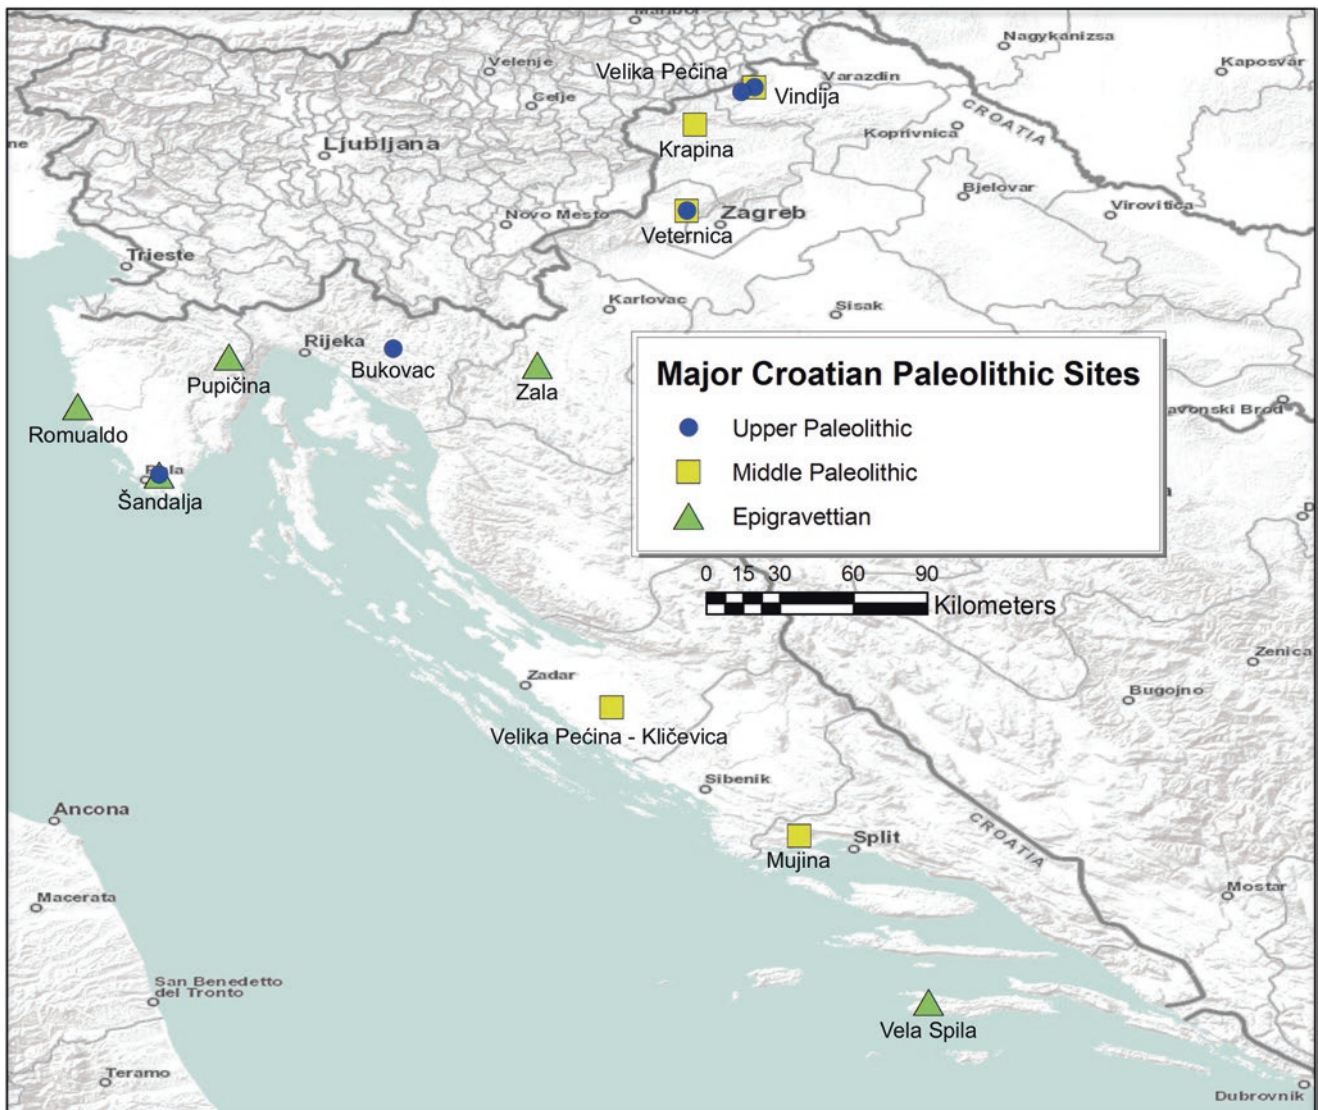 Maribor
Nagykanizsa
Velenje
Velika Pećina
Varazdin
Kaposvár
Celje
Vindija
CROATIA
Koprivnica
Ljubljana
Krapina
Bjelovar
Virovitica
Novo Mesto
Zagreb
Veternica
Trieste
Karlovac
Sisak
Rijeka
Bukovac
Pupičina
Zala
Romualdo
Šandalja
Major Croatian Paleolithic Sites
Upper Paleolithic
Middle Paleolithic
Epigravettian
avonski Brod
0 15 30 60 90
Kilometers
Zenica
Zadar
Bugojno
Velika Pećina - Kličevica
Sibenik
Ancona
Split
CROATIA
Mujina
Macerata
Mostar
San Benedetto
del Tronto
Vela Spila
Teramo
Dubrovnik